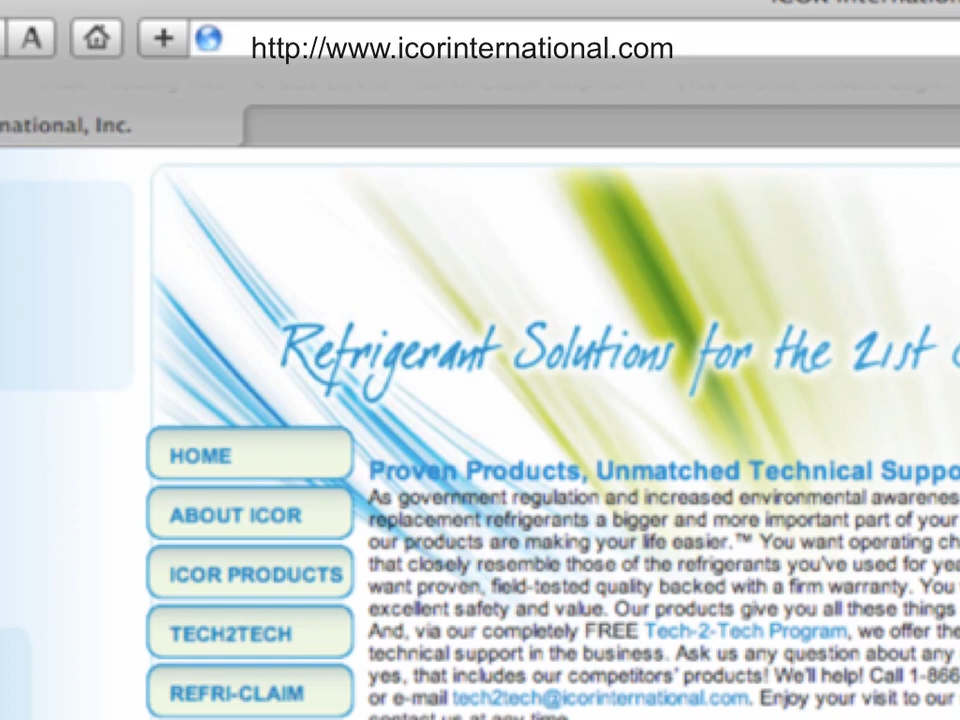 A
http://www.icorinternational.com
national, Inc.
Refrigerant Solutions for the 21st
HOME
ABOUT ICOR
ICOR PRODUCTS
TECH2TECH
REFRI-CLAIM
Proven Products, Unmatched Technical Suppo
As government regulation and increased environmental awarenes
replacement refrigerants a bigger and more important part of your
our products are making your life easier.™ You want operating ch
that closely resemble those of the refrigerants you've used for yea
want proven, field-tested quality backed with a firm warranty. You
excellent safety and value. Our products give you all these things
And, via our completely FREE Tech-2-Tech Program, we offer the
technical support in the business. Ask us any question about any
yes, that includes our competitors' products! We'll help! Call 1-866
or e-mail tech2tech@icorinternational.com. Enjoy your visit to our
contact us at any time.